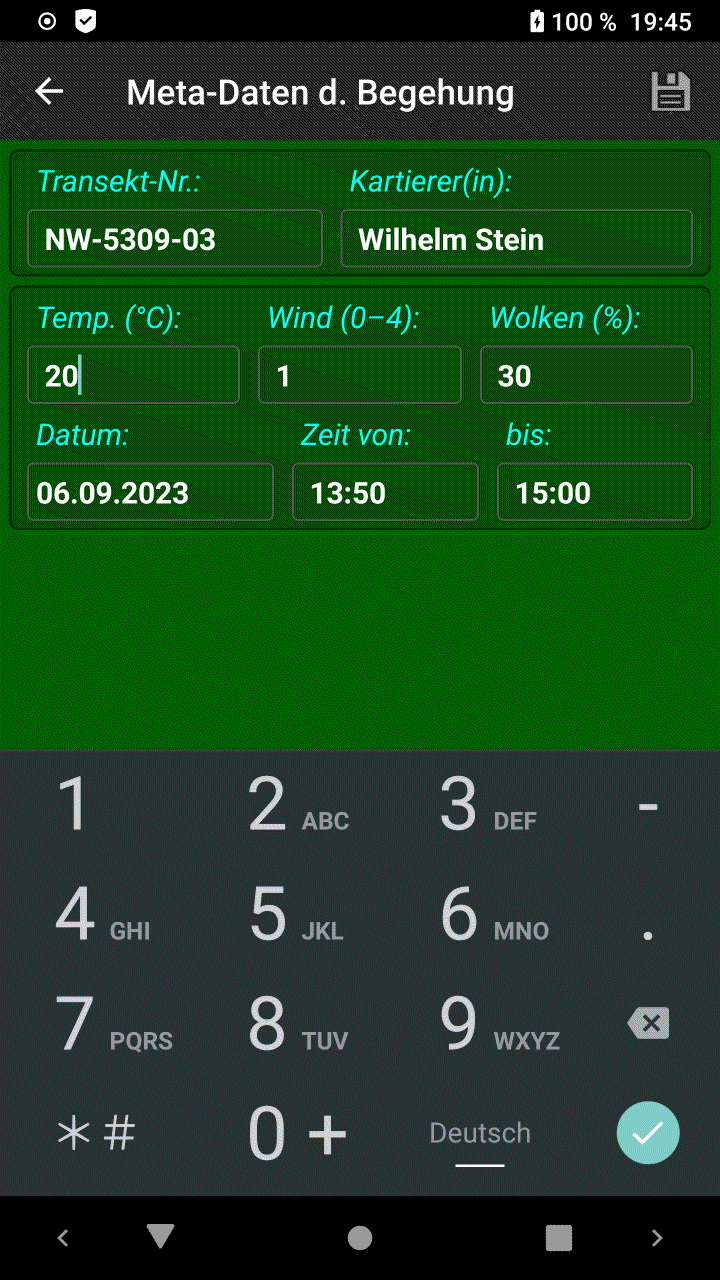 100 % 19:45
Meta-Daten d. Begehung
Transekt-Nr.: Kartierer(in):
NW-5309-03 Wilhelm Stein
Temp. (°C): Wind (0–4): Wolken (%):
20 1 30
Datum: Zeit von: bis:
06.09.2023 13:50 15:00
1 2 ABC 3 DEF -
4 GHI 5 JKL 6 MNO .
7 PQRS 8 TUV 9 WXYZ
*# 0 + Deutsch